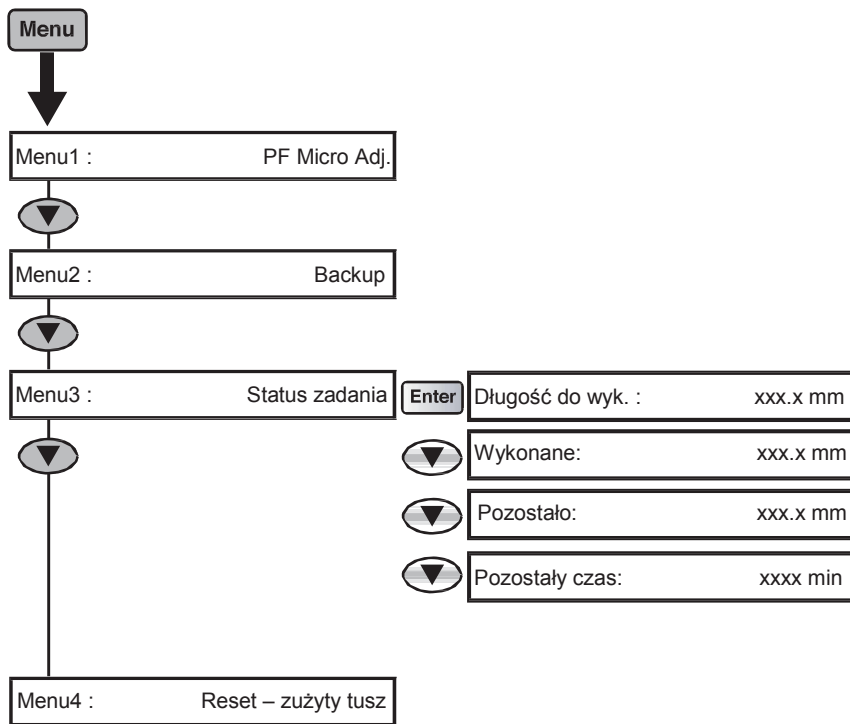 Menu
Menu1 : PF Micro Adj.
Menu2 : Backup
Menu3 : Status zadania Enter Długość do wyk. : xxx.x mm
Wykonane: xxx.x mm
Pozostało: xxx.x mm
Pozostały czas: xxxx min
Menu4 : Reset – zużyty tusz